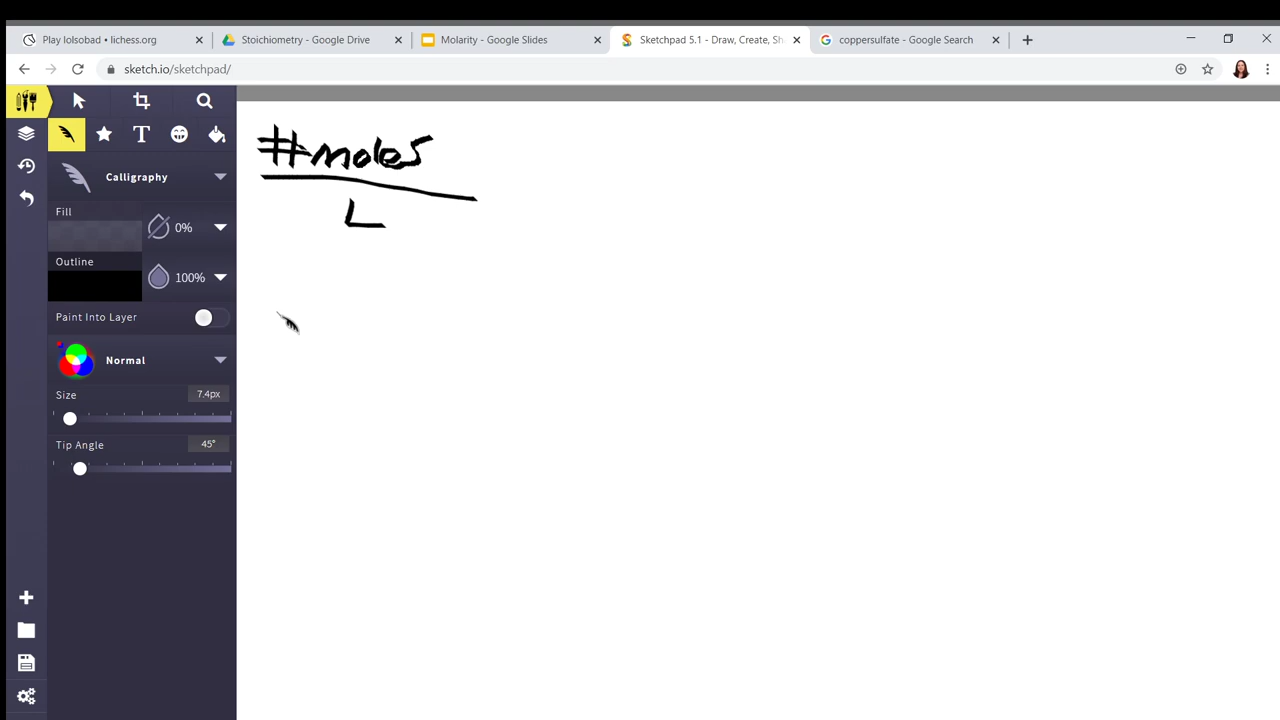 Play lolsobad • lichess.org
Stoichiometry - Google Drive
Molarity - Google Slides
Sketchpad 5.1 - Draw, Create, Sh
coppersulfate - Google Search
sketch.io/sketchpad/
T
Calligraphy
Fill
0%
Outline
100%
Paint Into Layer
Normal
Size
7.4px
Tip Angle
45°
#moles
L